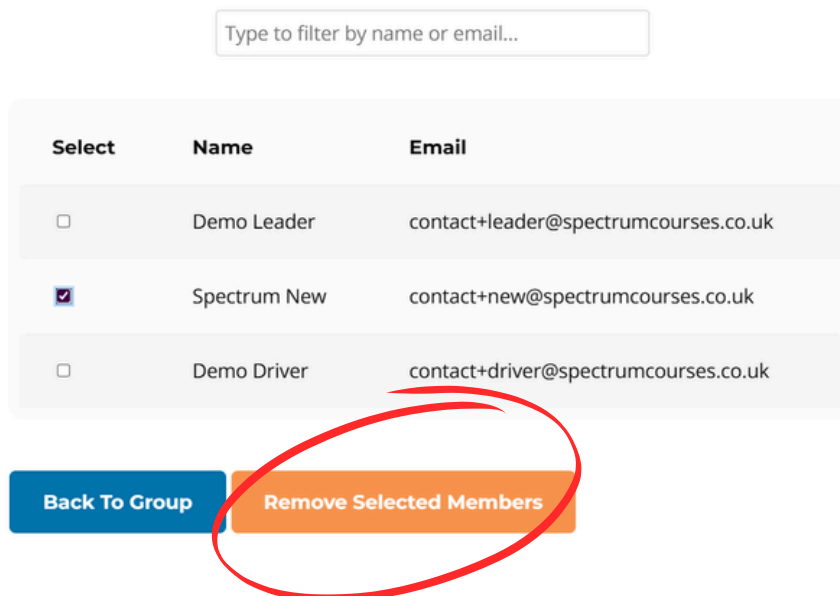 Type to filter by name or email...
Select Name Email
Demo Leader contact+leader@spectrumcourses.co.uk
Spectrum New contact+new@spectrumcourses.co.uk
Demo Driver contact+driver@spectrumcourses.co.uk
Back To Group Remove Selected Members